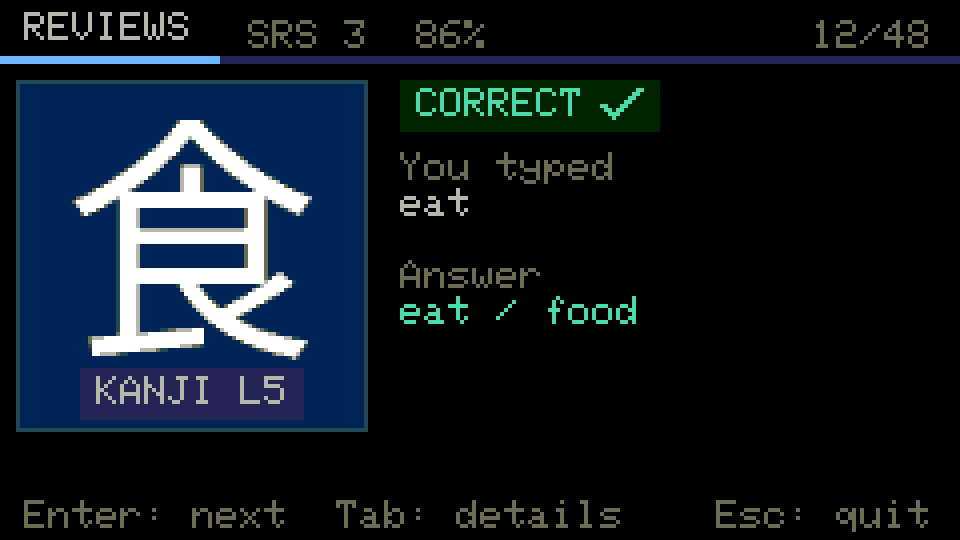 REVIEWS SRS 3 86% 12/48
食
KANJI L5
CORRECT ✓
You typed
eat
Answer
eat / food
Enter: next Tab: details Esc: quit